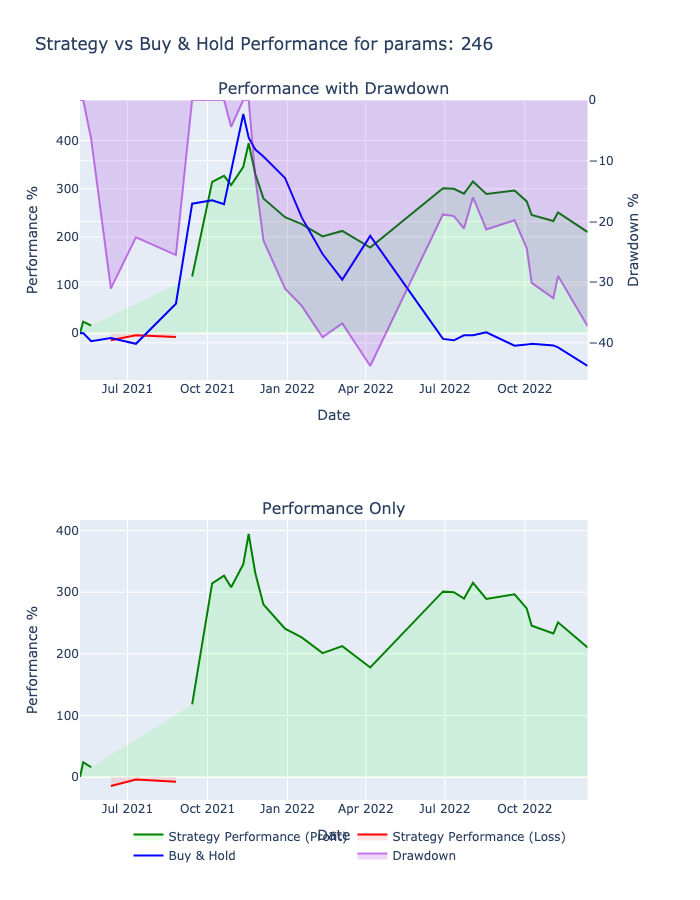 Strategy vs Buy & Hold Performance for params: 246
Performance with Drawdown
400
300
200
100
0
Performance %
0
−10
−20
−30
−40
Drawdown %
Jul 2021 Oct 2021 Jan 2022 Apr 2022 Jul 2022 Oct 2022
Date
Performance Only
400
300
200
100
0
Performance %
Jul 2021 Oct 2021 Jan 2022 Apr 2022 Jul 2022 Oct 2022
Date
Strategy Performance (Profit) Strategy Performance (Loss)
Buy & Hold Drawdown